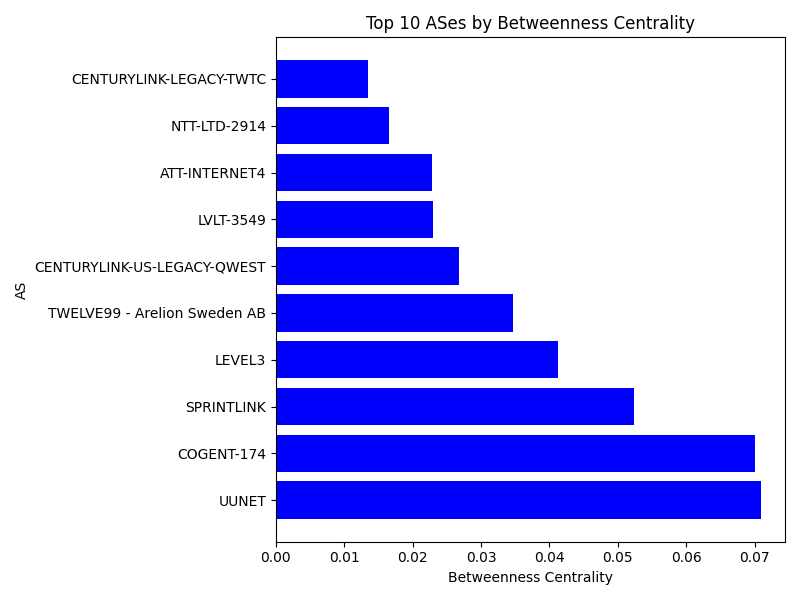 Top 10 ASes by Betweenness Centrality
CENTURYLINK-LEGACY-TWTC
NTT-LTD-2914
ATT-INTERNET4
LVLT-3549
CENTURYLINK-US-LEGACY-QWEST
TWELVE99 - Arelion Sweden AB
LEVEL3
SPRINTLINK
COGENT-174
UUNET
AS
0.00 0.01 0.02 0.03 0.04 0.05 0.06 0.07
Betweenness Centrality